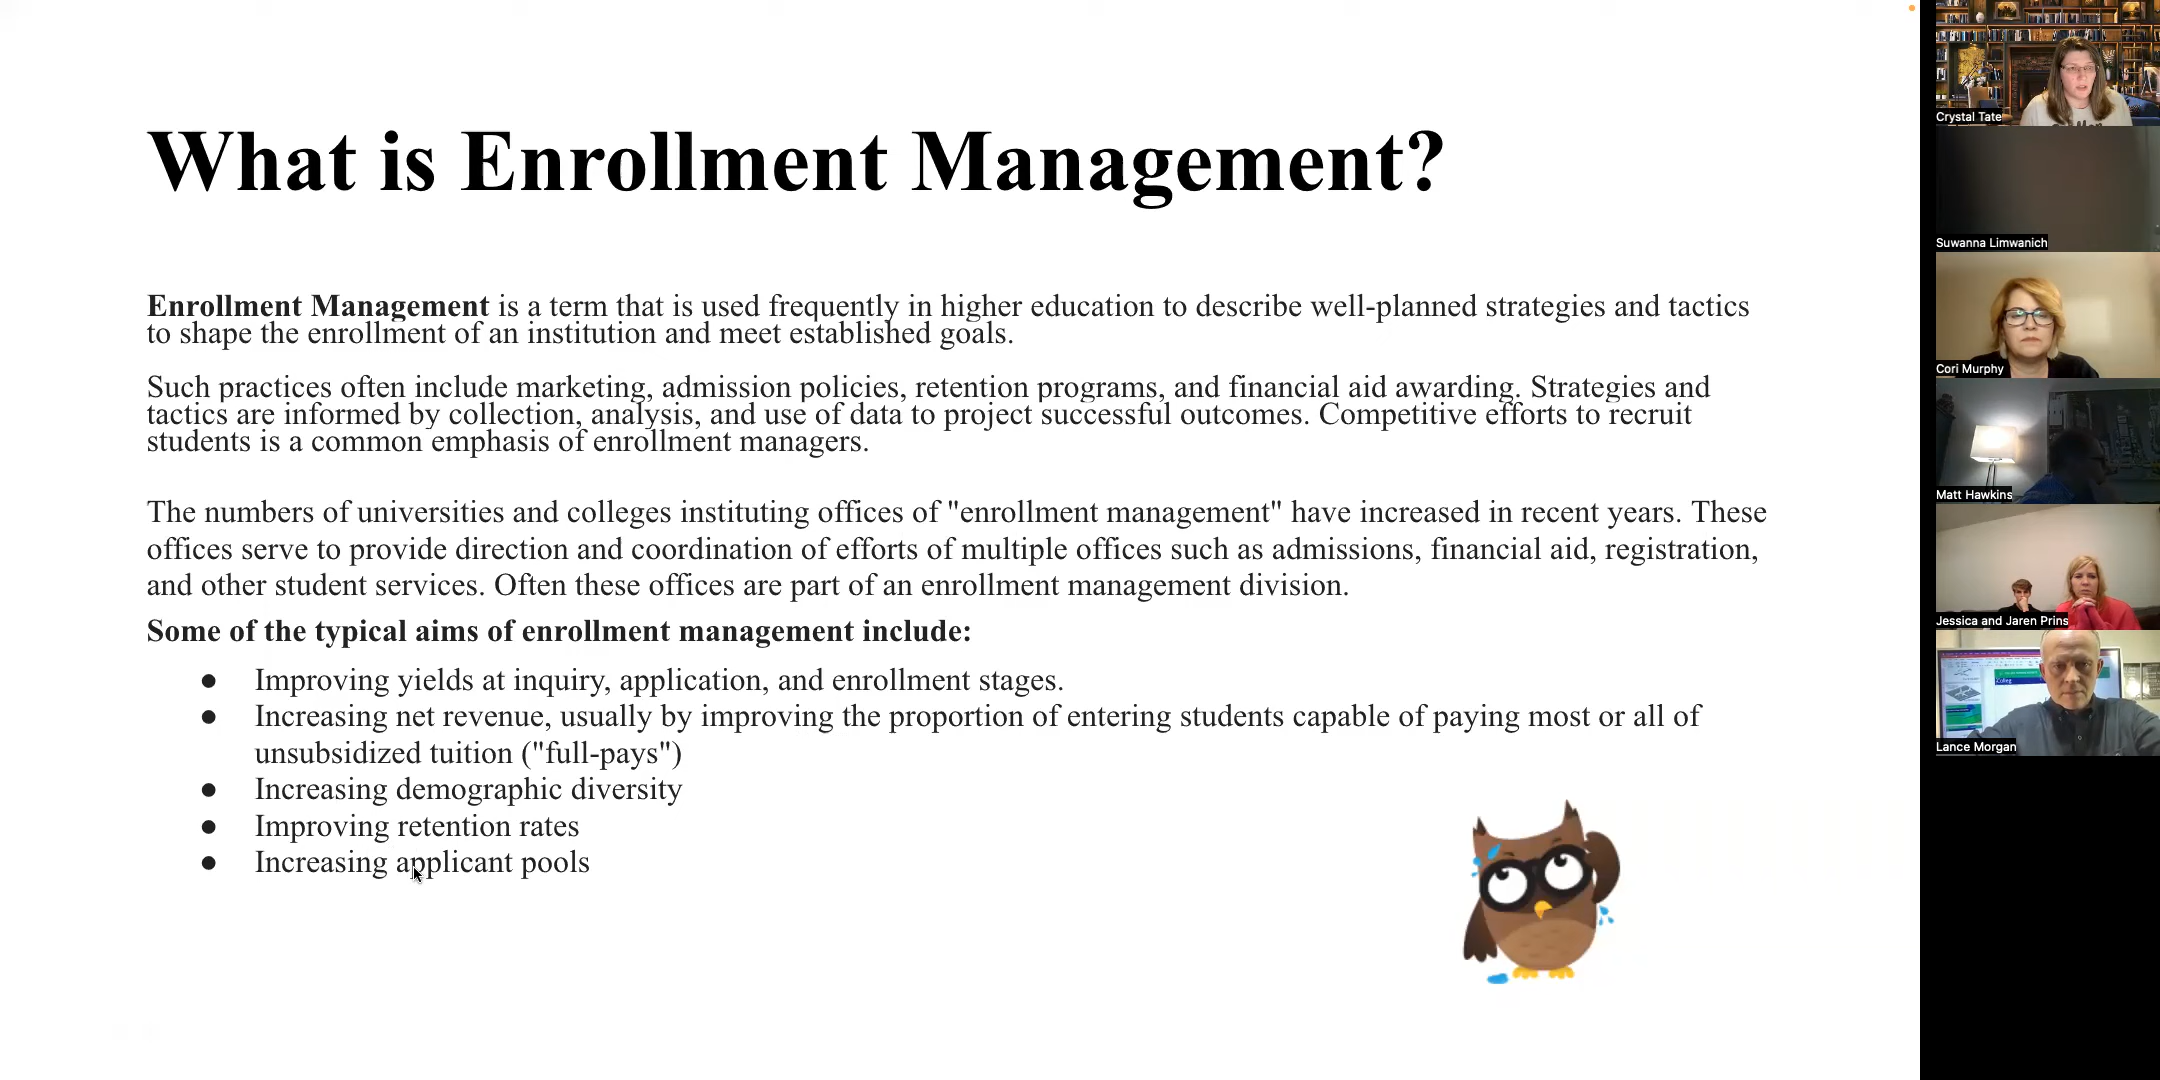 What is Enrollment Management?
Enrollment Management is a term that is used frequently in higher education to describe well-planned strategies and tactics
to shape the enrollment of an institution and meet established goals.
Such practices often include marketing, admission policies, retention programs, and financial aid awarding. Strategies and
tactics are informed by collection, analysis, and use of data to project successful outcomes. Competitive efforts to recruit
students is a common emphasis of enrollment managers.
The numbers of universities and colleges instituting offices of "enrollment management" have increased in recent years. These
offices serve to provide direction and coordination of efforts of multiple offices such as admissions, financial aid, registration,
and other student services. Often these offices are part of an enrollment management division.
Some of the typical aims of enrollment management include:
● Improving yields at inquiry, application, and enrollment stages.
● Increasing net revenue, usually by improving the proportion of entering students capable of paying most or all of
unsubsidized tuition ("full-pays")
● Increasing demographic diversity
● Improving retention rates
● Increasing applicant pools
Crystal Tate
Suwanna Limwanich
Cori Murphy
Matt Hawkins
Jessica and Jaren Prins
Lance Morgan